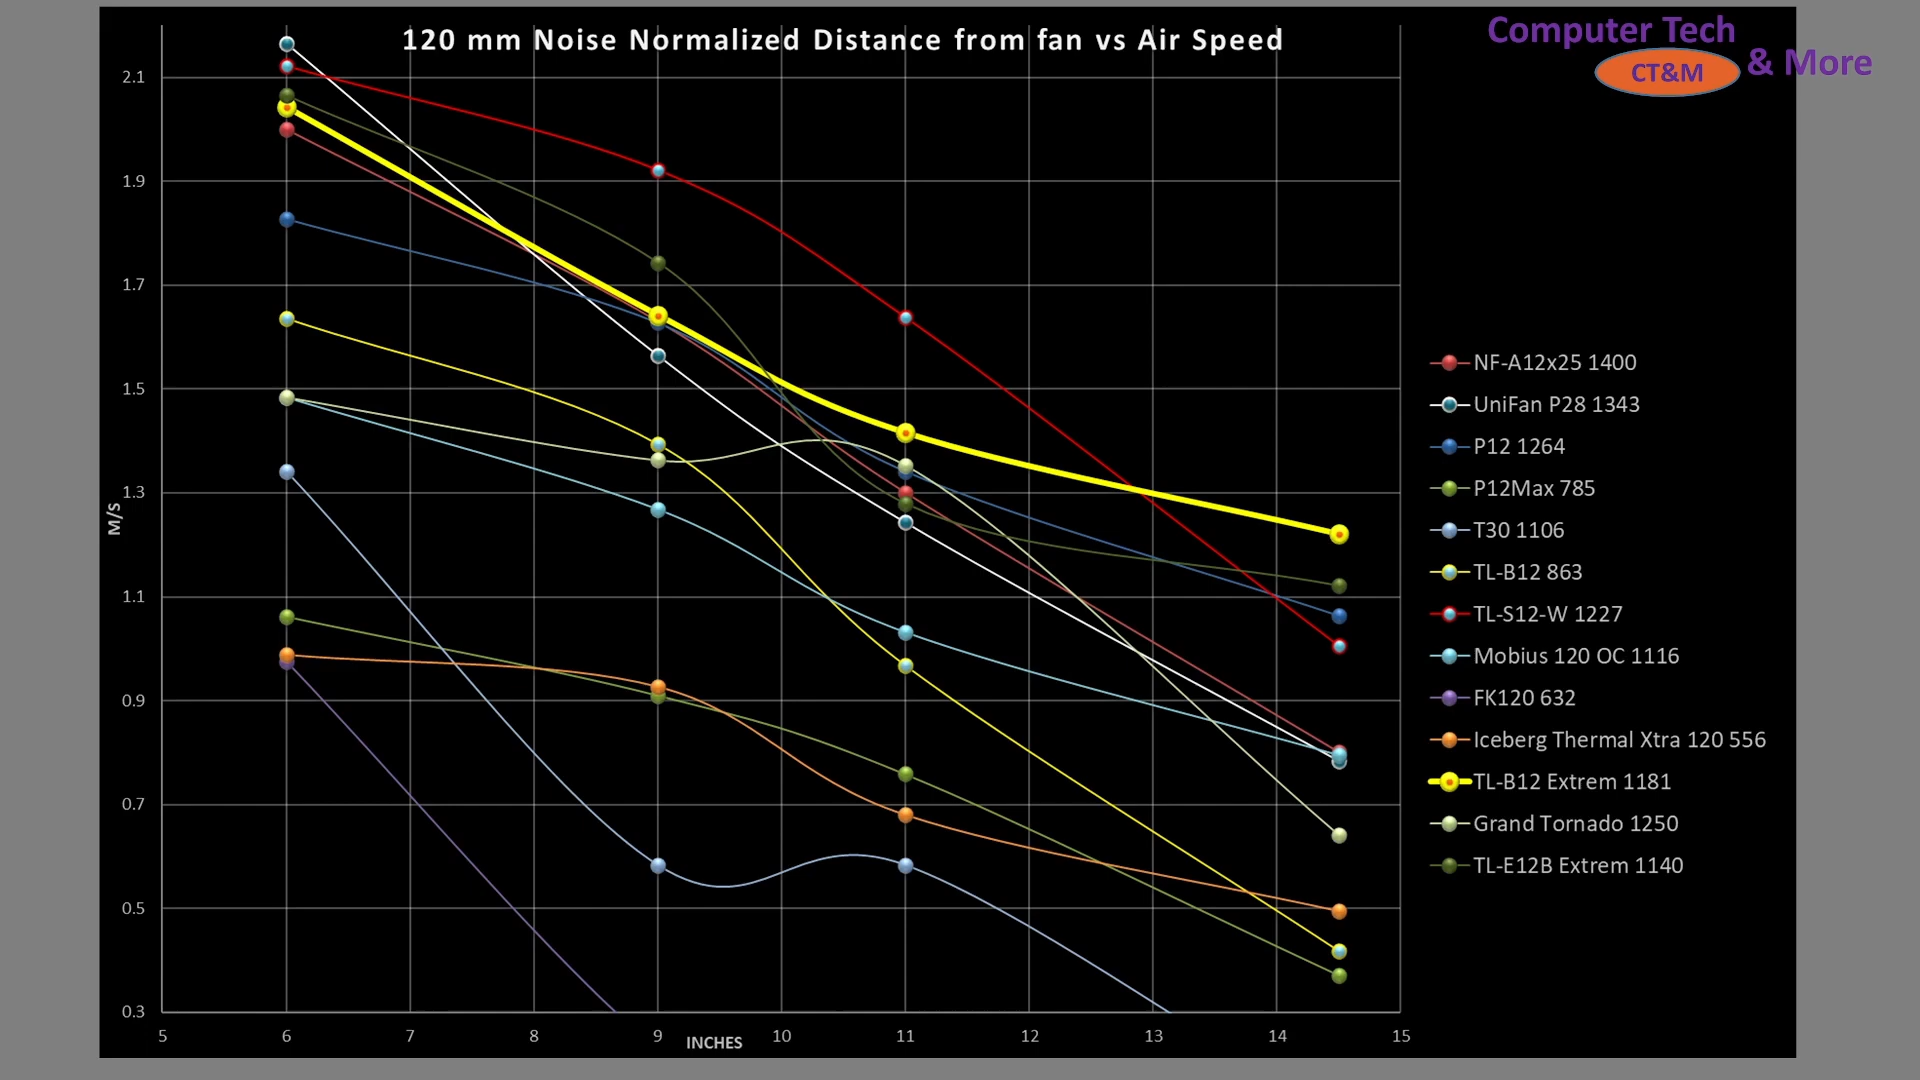 120 mm Noise Normalized Distance from fan vs Air Speed
Computer Tech
& More
CT&M
2.1
1.9
1.7
1.5
1.3
1.1
0.9
0.7
0.5
0.3
M/S
5 6 7 8 9 10 11 12 13 14 15
INCHES
NF-A12x25 1400
UniFan P28 1343
P12 1264
P12Max 785
T30 1106
TL-B12 863
TL-S12-W 1227
Mobius 120 OC 1116
FK120 632
Iceberg Thermal Xtra 120 556
TL-B12 Extrem 1181
Grand Tornado 1250
TL-E12B Extrem 1140